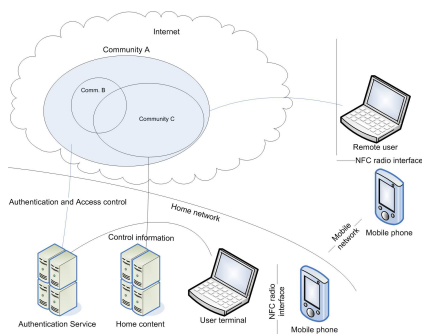 Internet
Community A
Comm. B
Community C
Remote user
NFC radio interface
Authentication and Access control
Home network
Mobile
network
Mobile phone
Control information
NFC radio
interface
Authentication Service
Home content
User terminal
Mobile phone